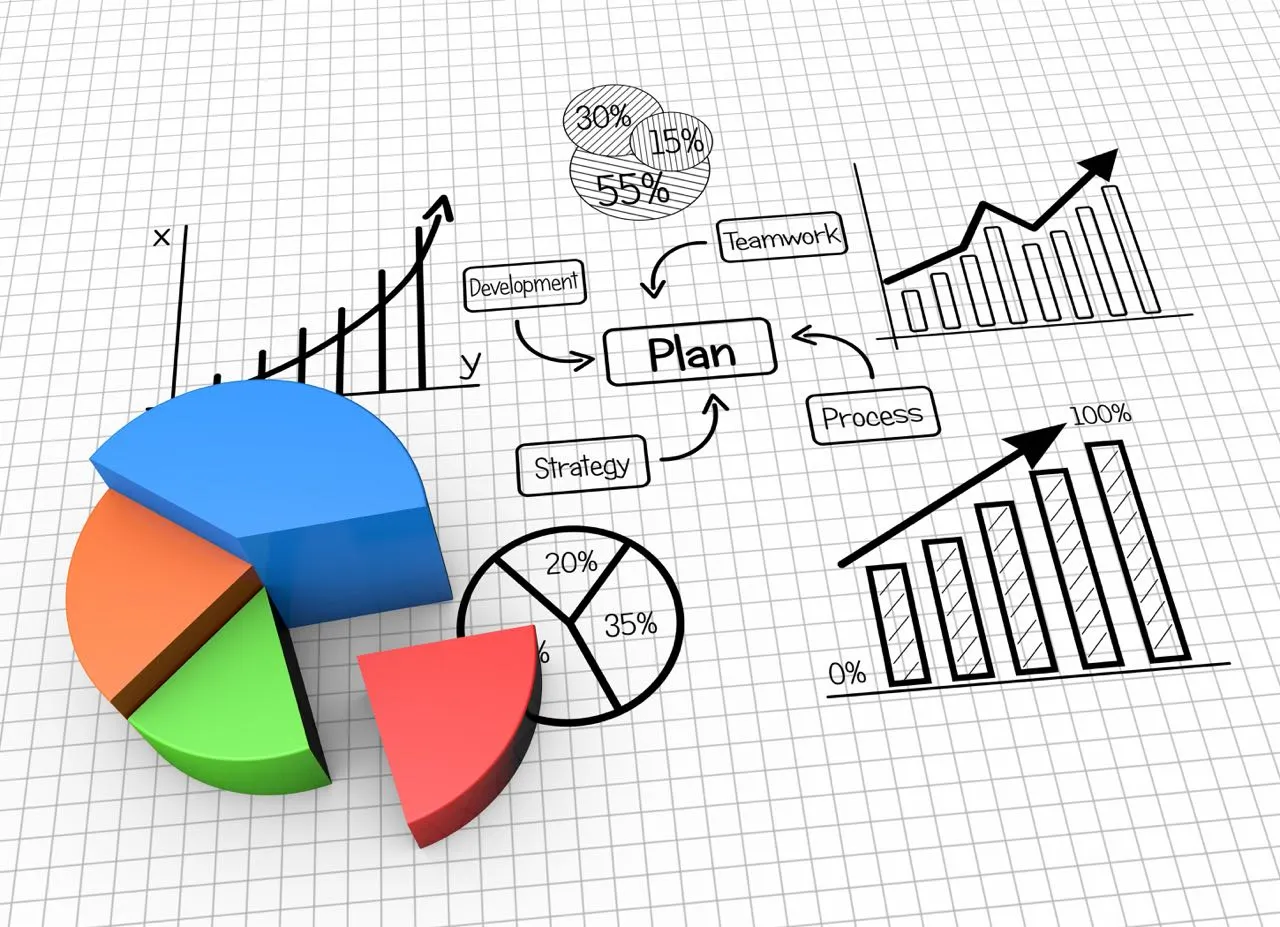 30%
15%
55%
x
Teamwork
Development
Plan
y
Process
100%
Strategy
20%
35%
%
0%